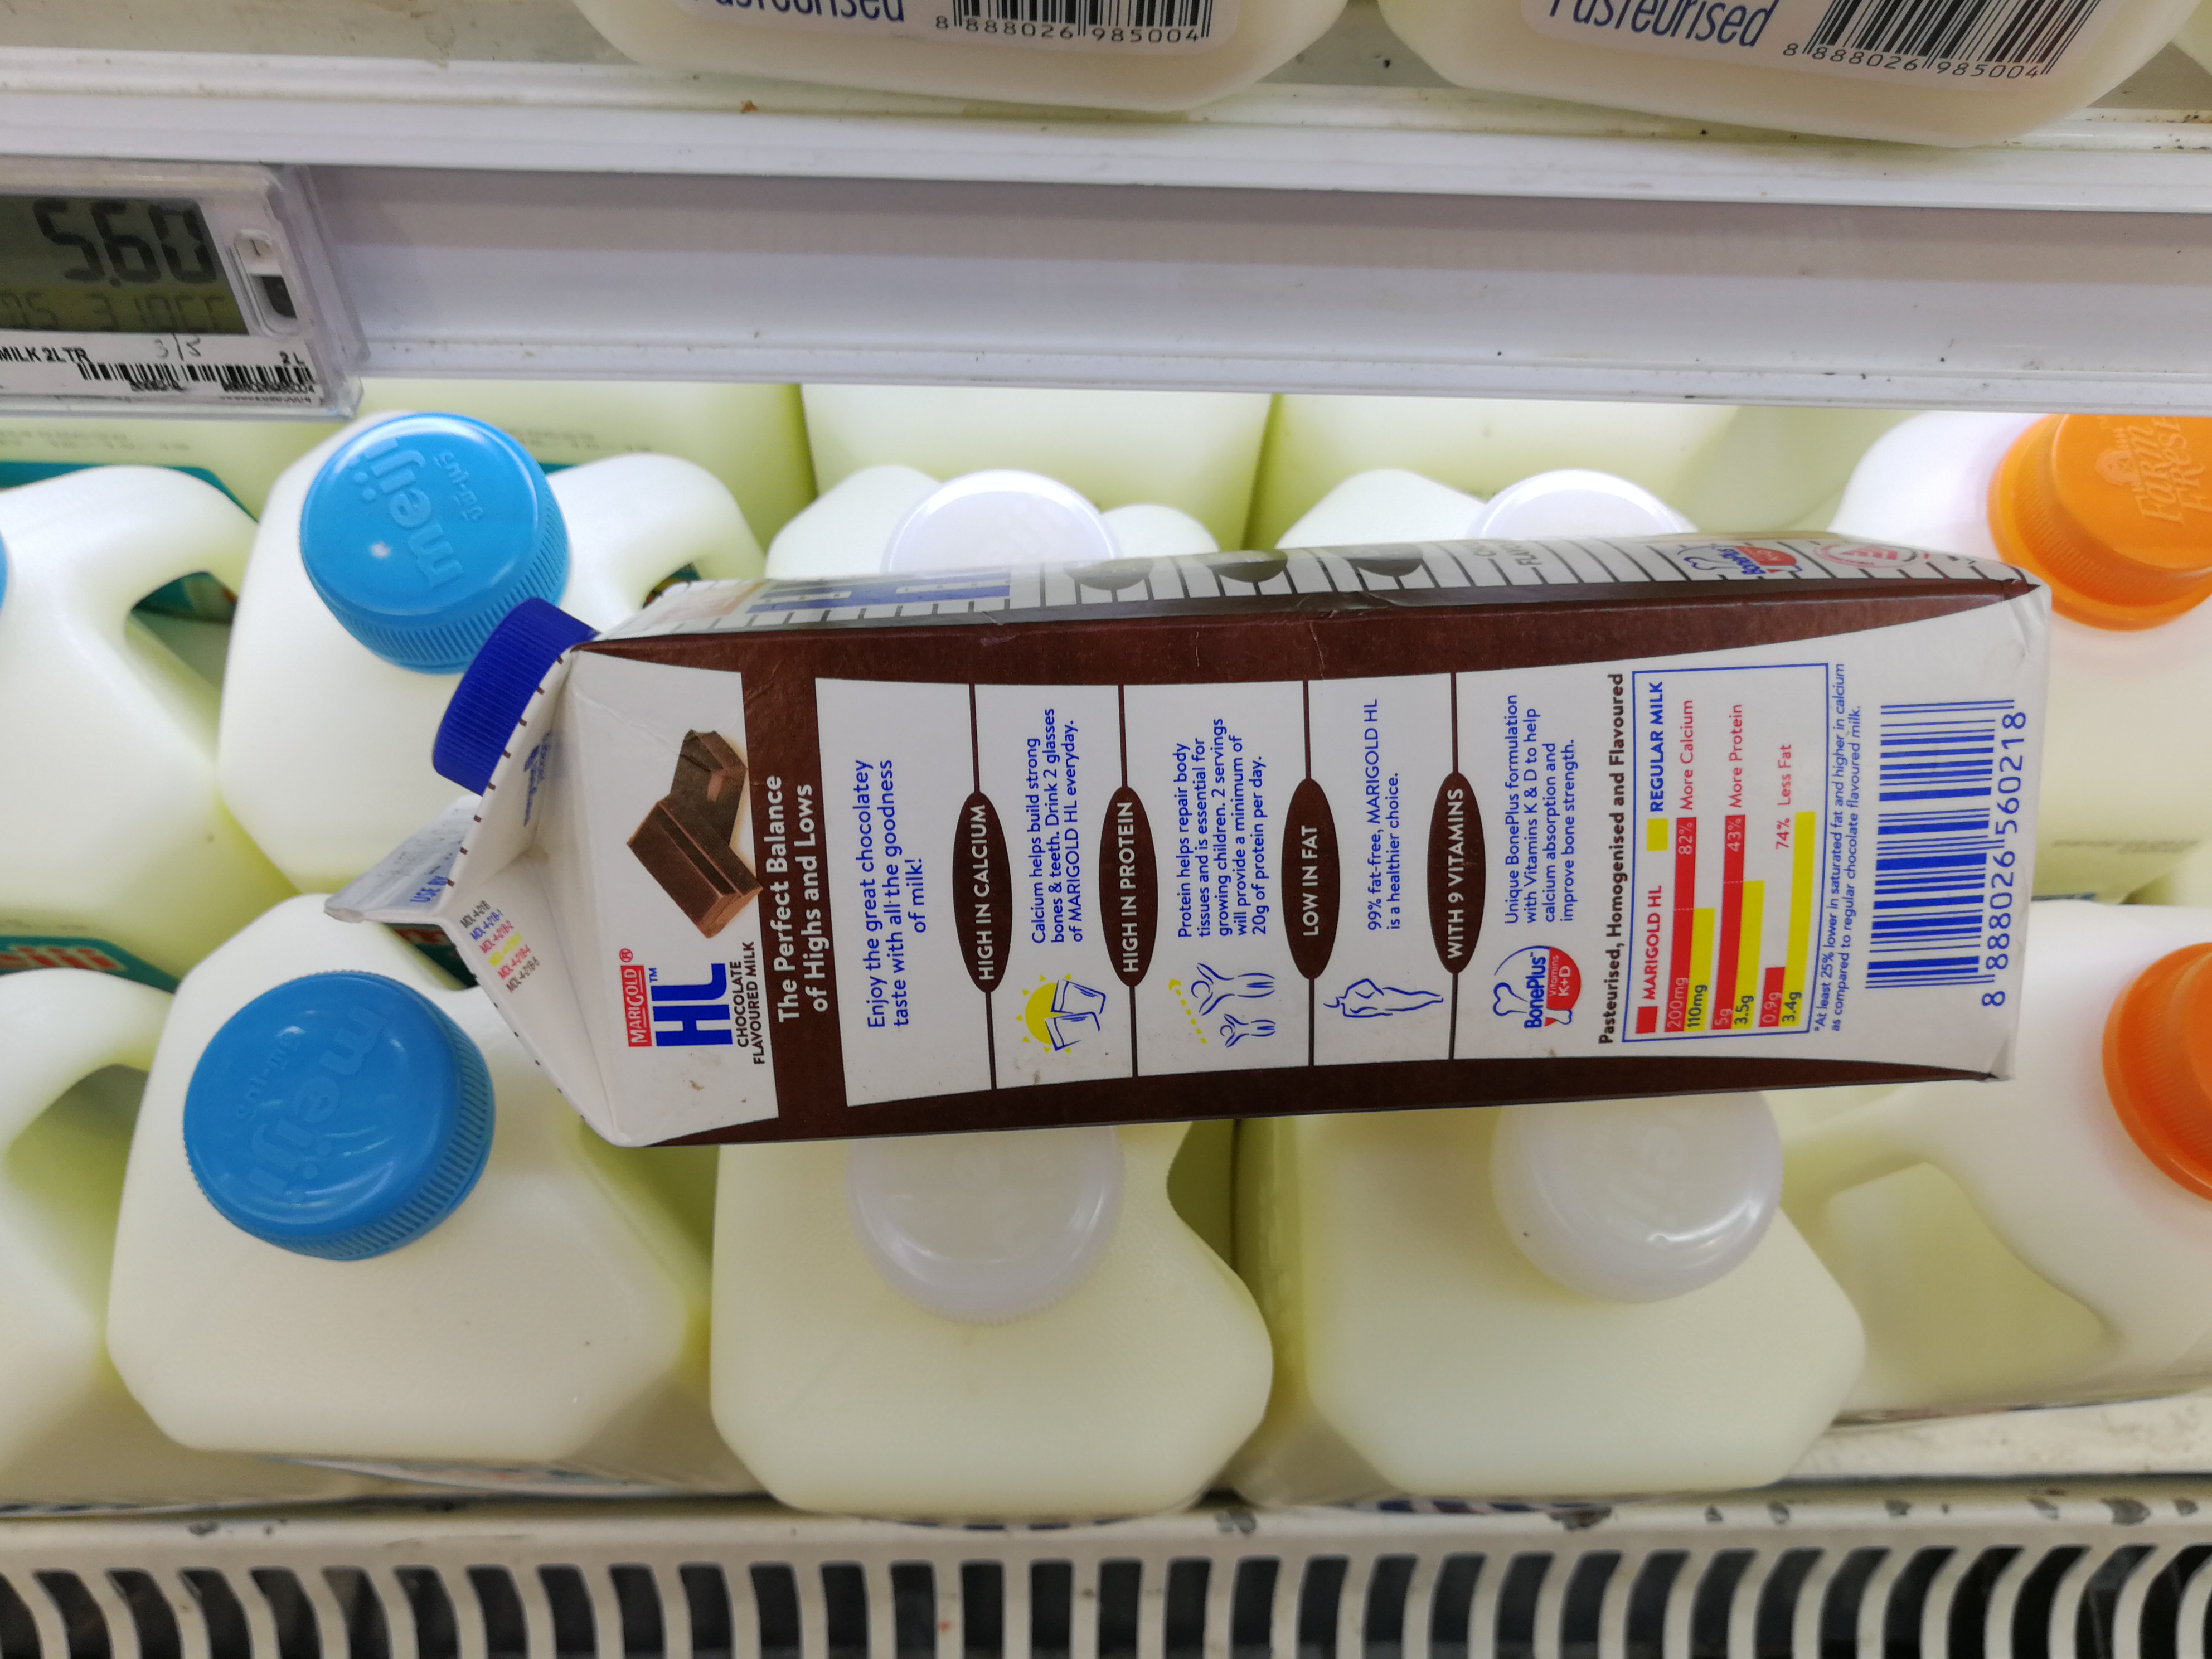 Pasteurised
8 888026 985004
Pasteurised
8 888026 985004
5.60
MILK 2LTR
2 L
meiji
meiji
Farm
FRESH
USE BY
MARIGOLD®
HL™
CHOCOLATE
FLAVOURED MILK
The Perfect Balance
of Highs and Lows
Enjoy the great chocolatey
taste with all the goodness
of milk!
HIGH IN CALCIUM
Calcium helps build strong
bones & teeth. Drink 2 glasses
of MARIGOLD HL everyday.
HIGH IN PROTEIN
Protein helps repair body
tissues and is essential for
growing children. 2 servings
will provide a minimum of
20g of protein per day.
LOW IN FAT
99% fat-free, MARIGOLD HL
is a healthier choice.
WITH 9 VITAMINS
BonePlus™
Vitamins
K+D
Unique BonePlus formulation
with Vitamins K & D to help
calcium absorption and
improve bone strength.
Pasteurised, Homogenised and Flavoured
MARIGOLD HL REGULAR MILK
200mg 82% More Calcium
110mg
5g 43% More Protein
3.5g
0.9g 74% Less Fat
3.4g
*At least 25% lower in saturated fat and higher in calcium
as compared to regular chocolate flavoured milk.
8 888026 560218